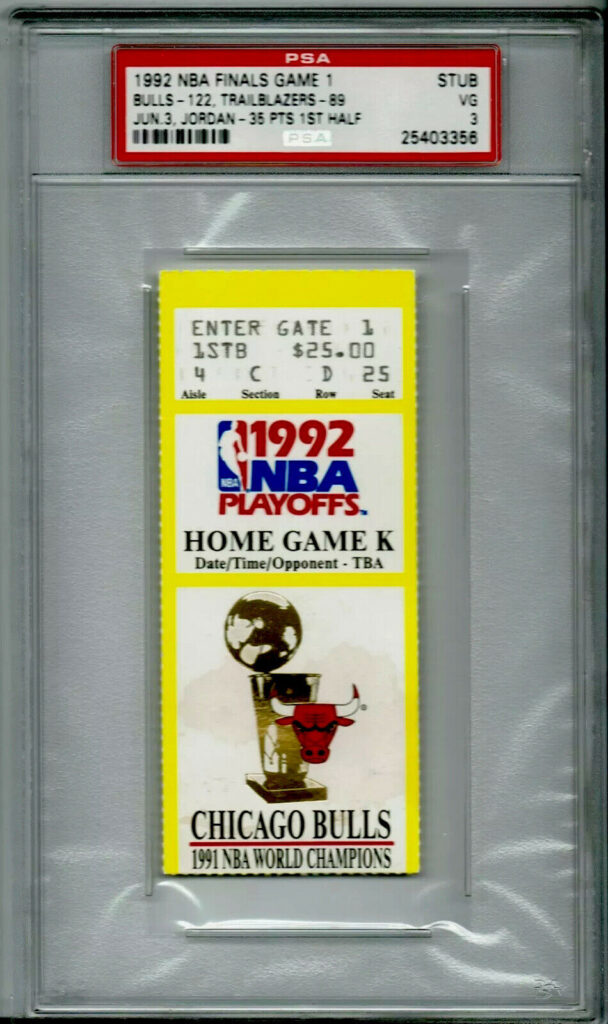 PSA
1992 NBA FINALS GAME 1 STUB
BULLS - 122, TRAILBLAZERS - 89 VG
JUN.3, JORDAN - 35 PTS 1ST HALF 3
PSA 25403356
ENTER GATE 1
1STB $25.00
4 C D 25
Aisle Section Row Seat
1992
NBA NBA
PLAYOFFS™
HOME GAME K
Date/Time/Opponent - TBA
®
CHICAGO BULLS
1991 NBA WORLD CHAMPIONS